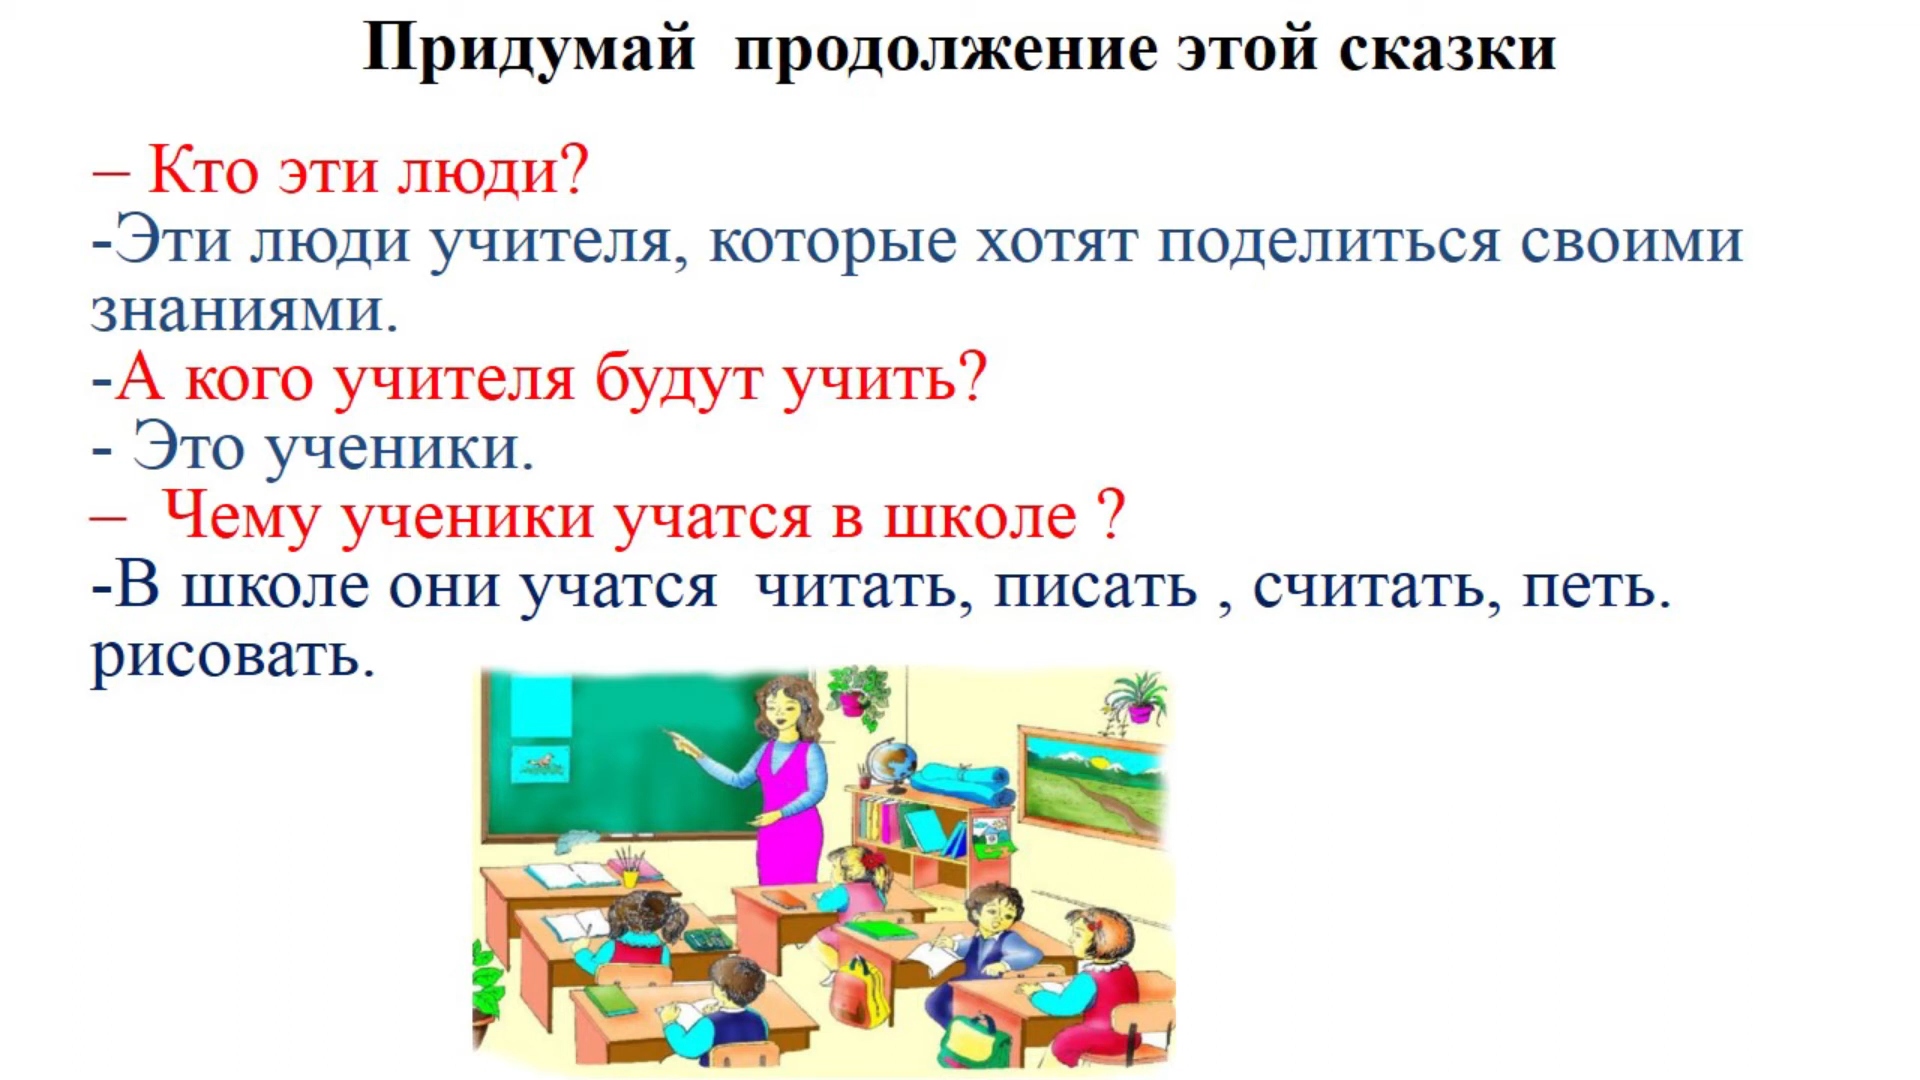 Придумай продолжение этой сказки
– Кто эти люди?
-Эти люди учителя, которые хотят поделиться своими
знаниями.
-А кого учителя будут учить?
- Это ученики.
– Чему ученики учатся в школе ?
-В школе они учатся читать, писать , считать, петь.
рисовать.